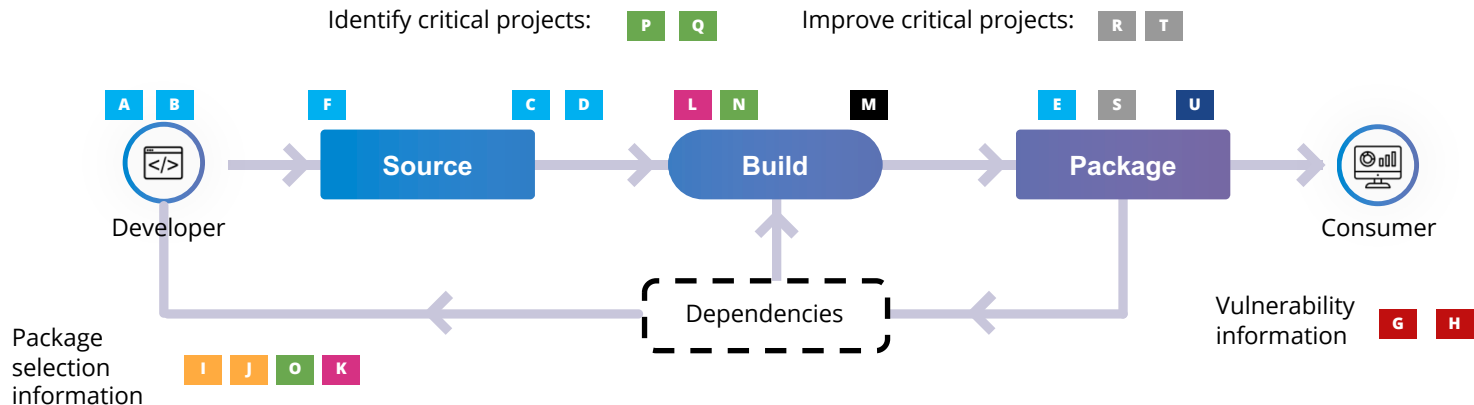 Identify critical projects: P Q Improve critical projects: R T
A B F C D L N M E S U
</>
Source Build Package
Developer Consumer
Dependencies
Vulnerability
information G H
Package
selection
information I J O K